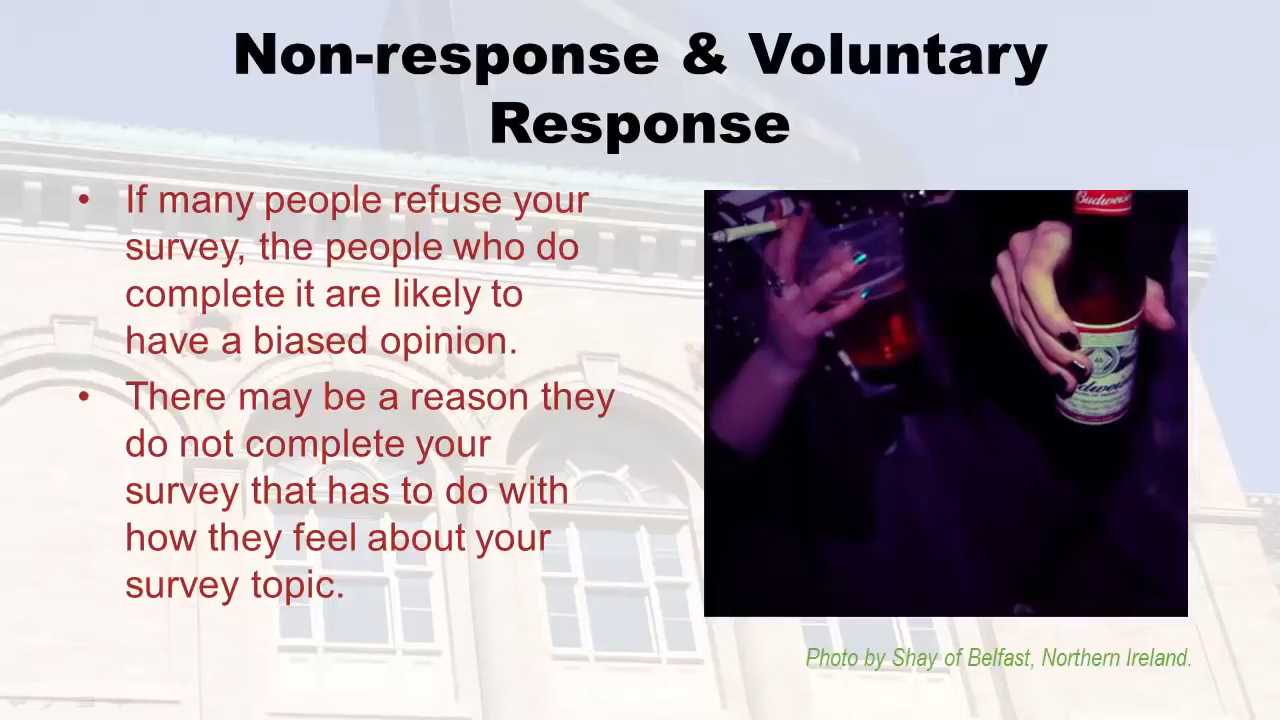 Non-response & Voluntary
Response
• If many people refuse your
survey, the people who do
complete it are likely to
have a biased opinion.
• There may be a reason they
do not complete your
survey that has to do with
how they feel about your
survey topic.
Photo by Shay of Belfast, Northern Ireland.